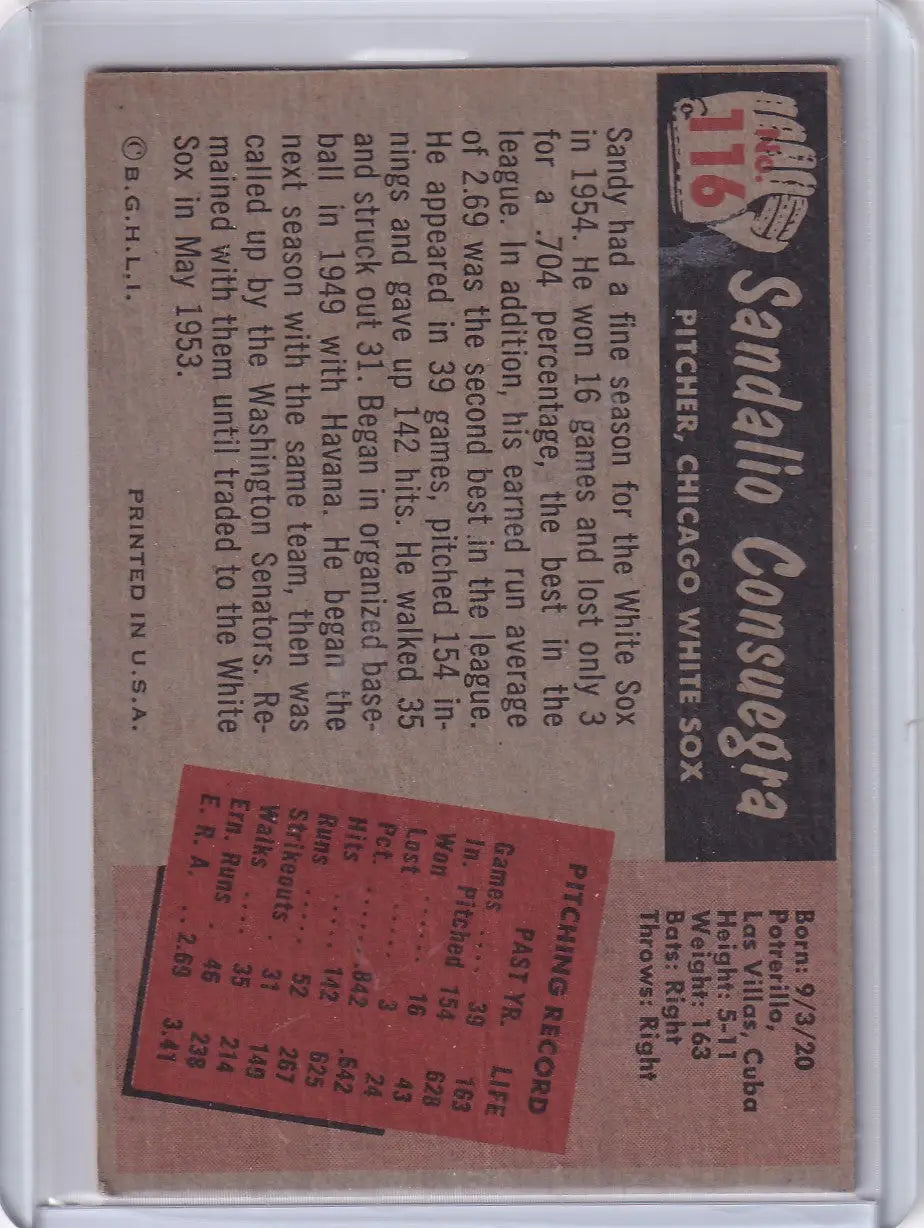 No.
116
Sandalio Consuegra
PITCHER, CHICAGO WHITE SOX
Born: 9/3/20
Potrerillo,
Las Villas, Cuba
Height: 5-11
Weight: 163
Bats: Right
Throws: Right
Sandy had a fine season for the White Sox
in 1954. He won 16 games and lost only 3
for a .704 percentage, the best in the
league. In addition, his earned run average
of 2.69 was the second best in the league.
He appeared in 39 games, pitched 154 in-
nings and gave up 142 hits. He walked 35
and struck out 31. Began in organized base-
ball in 1949 with Havana. He began the
next season with the same team, then was
called up by the Washington Senators. Re-
mained with them until traded to the White
Sox in May 1953.
PITCHING RECORD
PAST YR. LIFE
Games .... 39 163
In. Pitched 154 628
Won ...... 16 43
Lost ...... 3 24
Pct. ...... .842 .642
Hits ..... 142 625
Runs ..... 52 267
Strikeouts . 31 149
Walks .... 35 214
Ern. Runs . 46 238
E. R. A. .. 2.69 3.41
© B.G.H.L.I. PRINTED IN U.S.A.